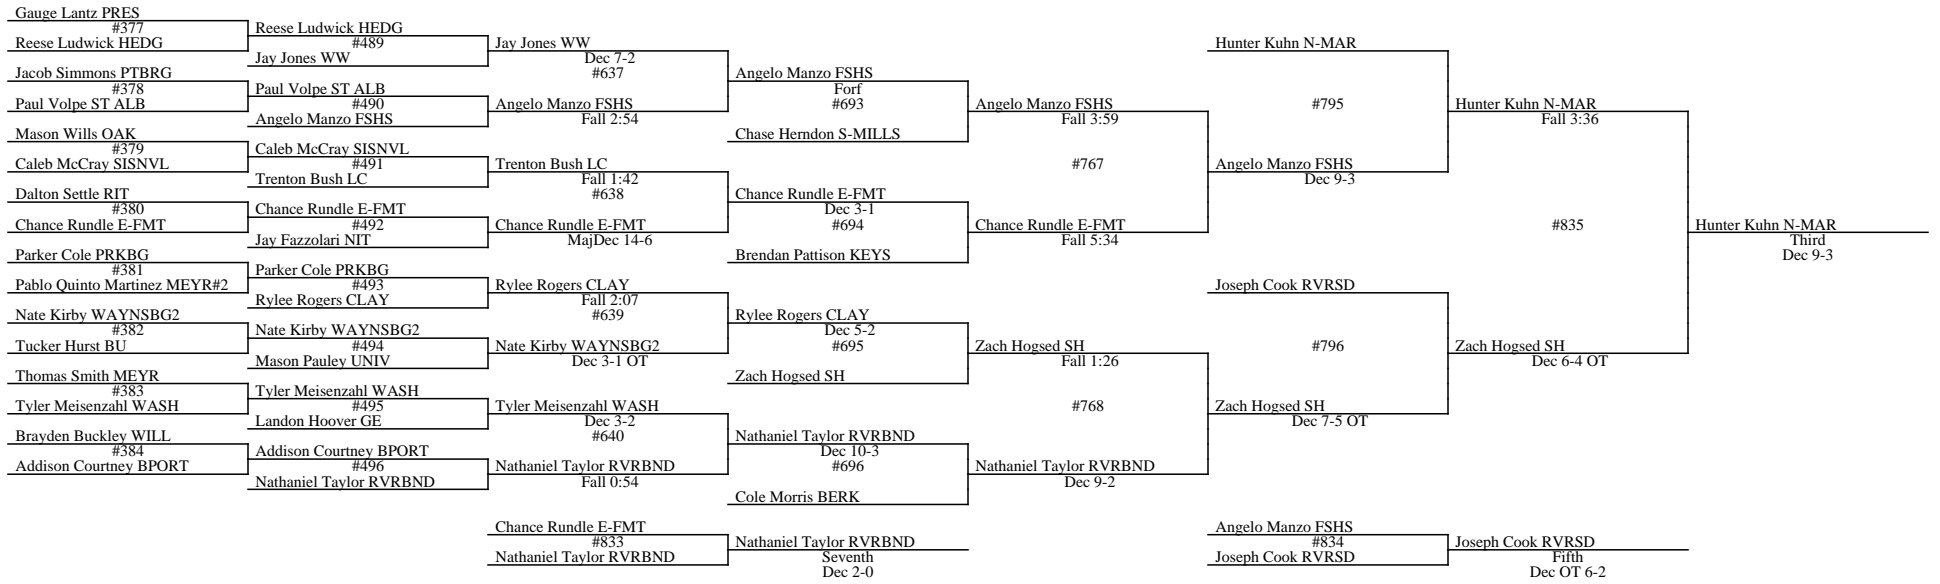 Gauge Lantz PRES
#377
Reese Ludwick HEDG
Jacob Simmons PTBRG
#378
Paul Volpe ST ALB
Mason Wills OAK
#379
Caleb McCray SISNVL
Dalton Settle RIT
#380
Chance Rundle E-FMT
Parker Cole PRKBG
#381
Pablo Quinto Martinez MEYR#2
Nate Kirby WAYNSBG2
#382
Tucker Hurst BU
Thomas Smith MEYR
#383
Tyler Meisenzahl WASH
Brayden Buckley WILL
#384
Addison Courtney BPORT
Reese Ludwick HEDG
#489
Jay Jones WW
Paul Volpe ST ALB
#490
Angelo Manzo FSHS
Caleb McCray SISNVL
#491
Trenton Bush LC
Chance Rundle E-FMT
#492
Jay Fazzolari NIT
Parker Cole PRKBG
#493
Rylee Rogers CLAY
Nate Kirby WAYNSBG2
#494
Mason Pauley UNIV
Tyler Meisenzahl WASH
#495
Landon Hoover GE
Addison Courtney BPORT
#496
Nathaniel Taylor RVRBND
Jay Jones WW
Dec 7-2
#637
Angelo Manzo FSHS
Fall 2:54
Trenton Bush LC
Fall 1:42
#638
Chance Rundle E-FMT
MajDec 14-6
Rylee Rogers CLAY
Fall 2:07
#639
Nate Kirby WAYNSBG2
Dec 3-1 OT
Tyler Meisenzahl WASH
Dec 3-2
#640
Nathaniel Taylor RVRBND
Fall 0:54
Angelo Manzo FSHS
Forf
#693
Chase Herndon S-MILLS
Chance Rundle E-FMT
Dec 3-1
#694
Brendan Pattison KEYS
Rylee Rogers CLAY
Dec 5-2
#695
Zach Hogsed SH
Nathaniel Taylor RVRBND
Dec 10-3
#696
Cole Morris BERK
Angelo Manzo FSHS
Fall 3:59
#767
Chance Rundle E-FMT
Fall 5:34
Zach Hogsed SH
Fall 1:26
#768
Nathaniel Taylor RVRBND
Dec 9-2
Hunter Kuhn N-MAR
#795
Angelo Manzo FSHS
Dec 9-3
Joseph Cook RVRSD
#796
Zach Hogsed SH
Dec 7-5 OT
Hunter Kuhn N-MAR
Fall 3:36
#835
Zach Hogsed SH
Dec 6-4 OT
Hunter Kuhn N-MAR
Third
Dec 9-3
Chance Rundle E-FMT
#833
Nathaniel Taylor RVRBND
Nathaniel Taylor RVRBND
Seventh
Dec 2-0
Angelo Manzo FSHS
#834
Joseph Cook RVRSD
Joseph Cook RVRSD
Fifth
Dec OT 6-2